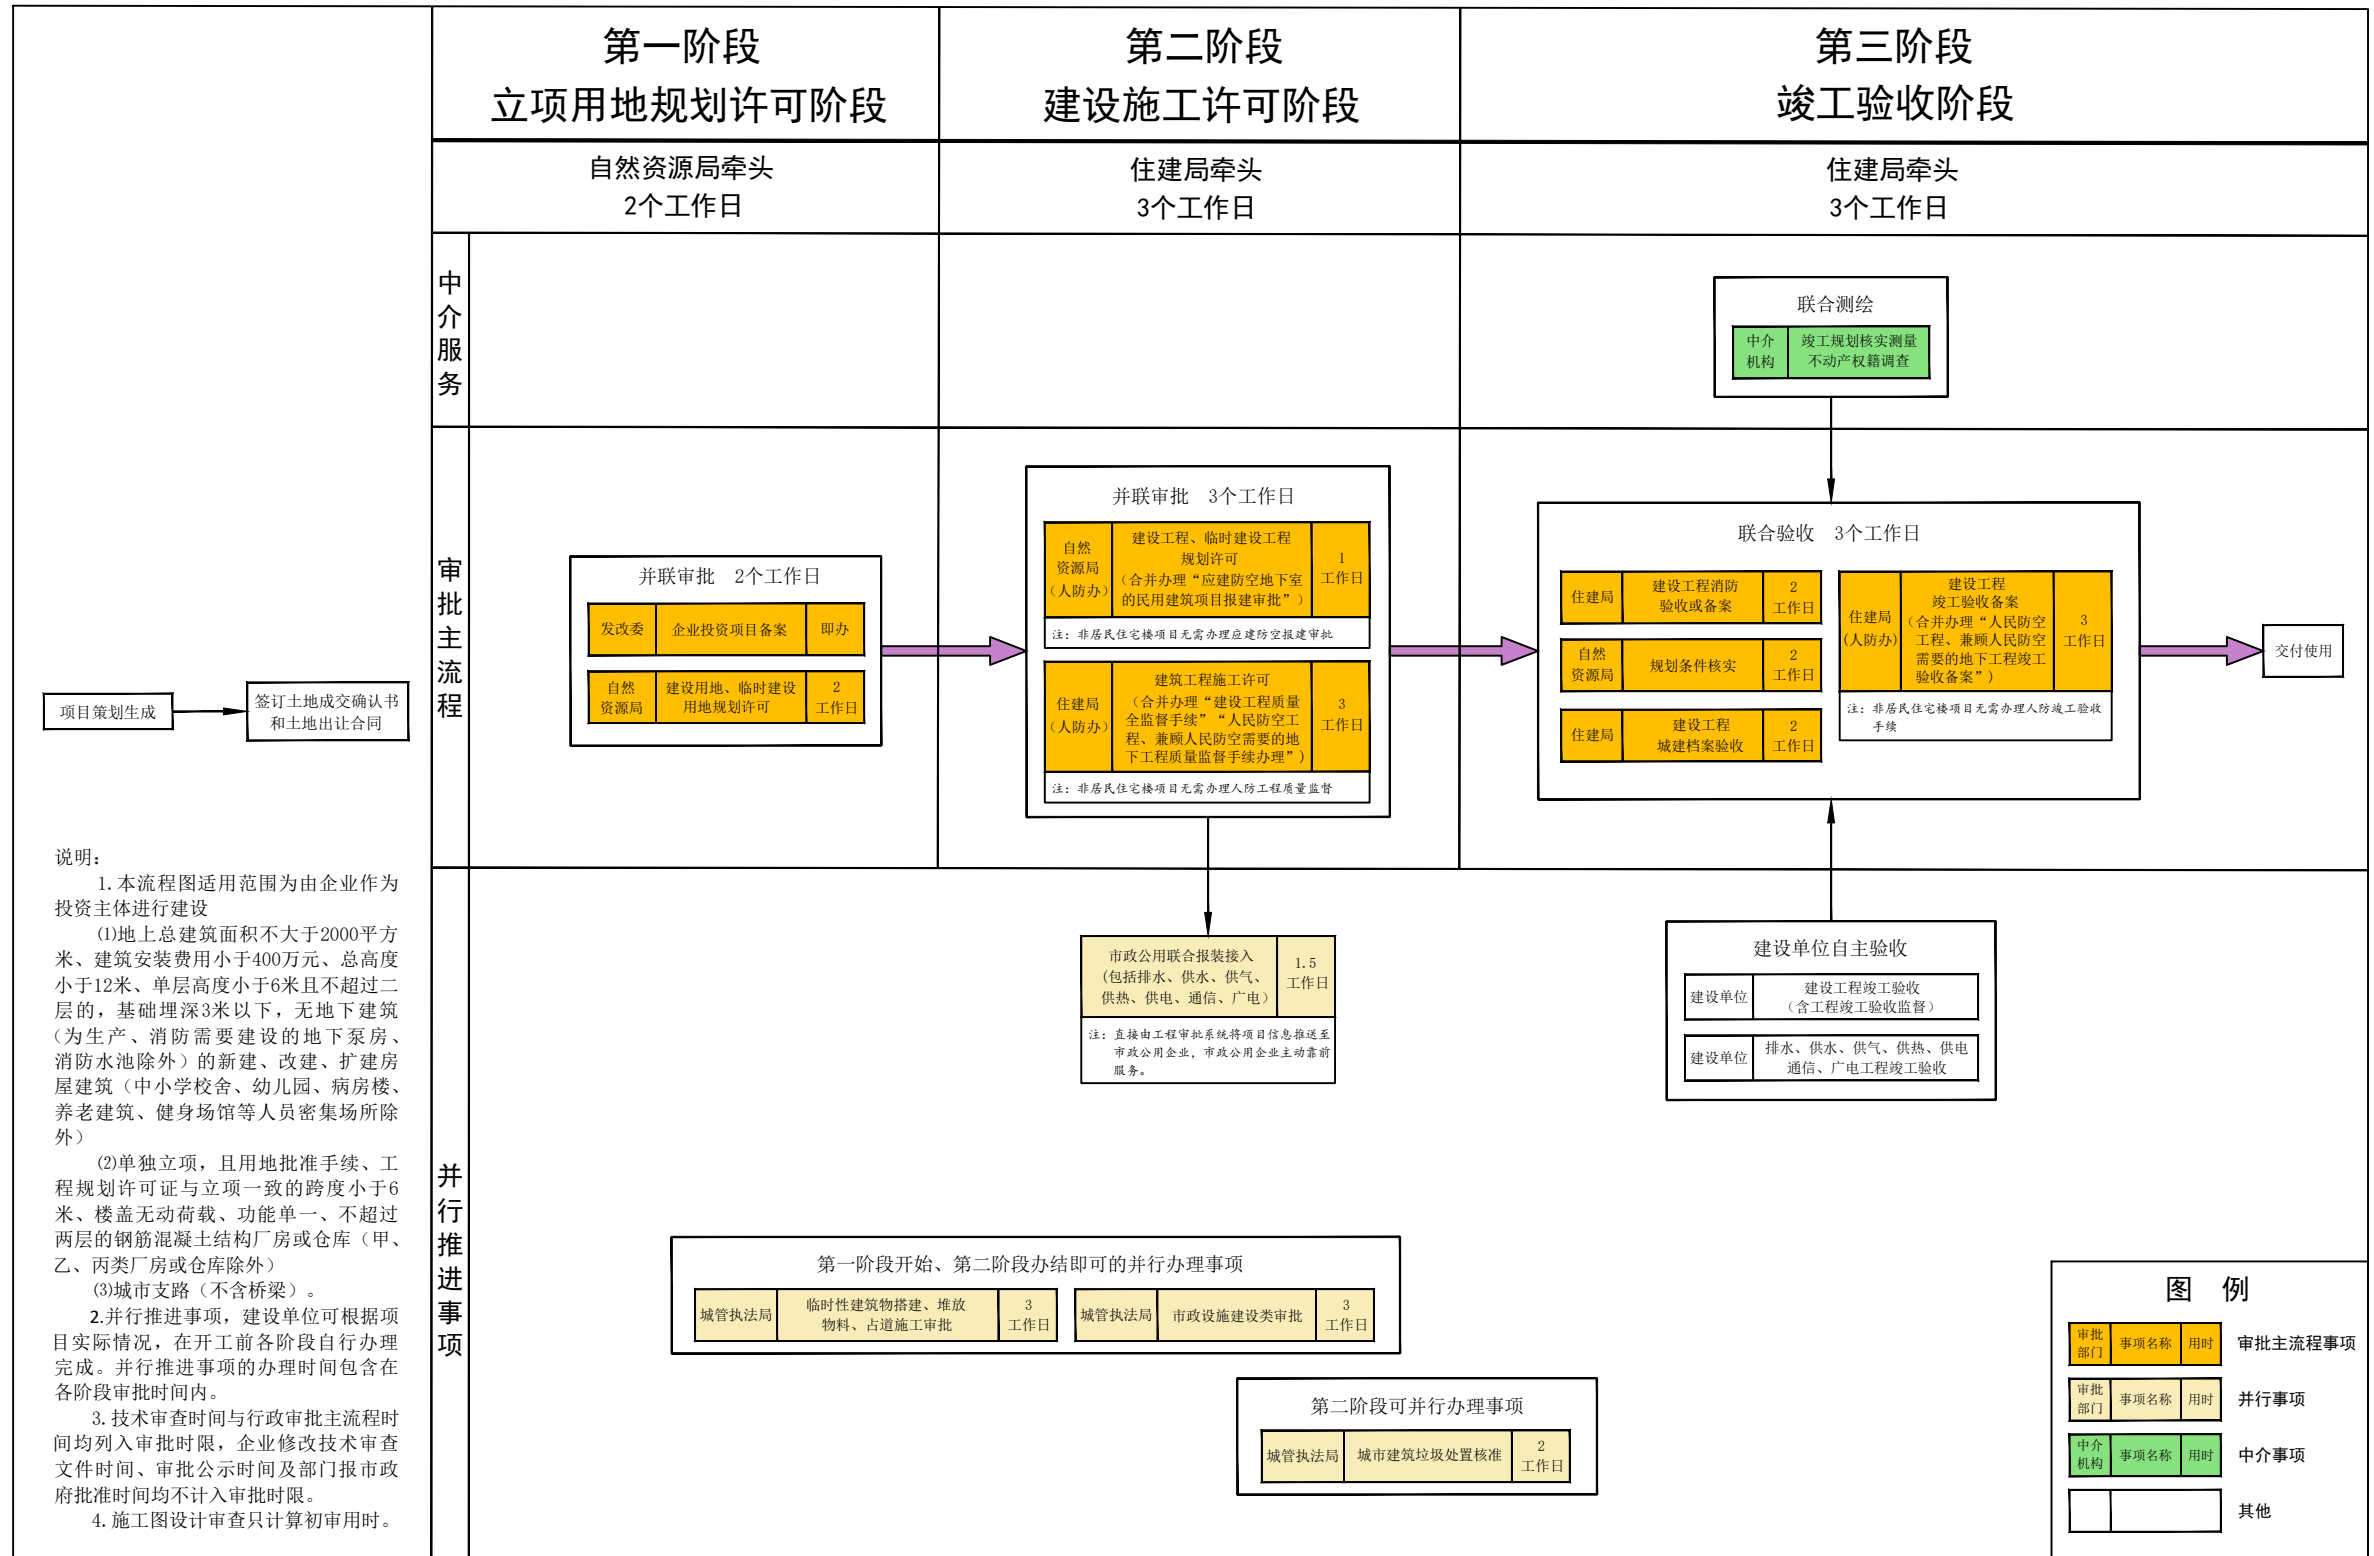 第一阶段
立项用地规划许可阶段
第二阶段
建设施工许可阶段
第三阶段
竣工验收阶段
自然资源局牵头
2个工作日
住建局牵头
3个工作日
住建局牵头
3个工作日
中介服务
联合测绘
中介
机构
竣工规划核实测量
不动产权籍调查
审批主流程
项目策划生成
签订土地成交确认书
和土地出让合同
并联审批 2个工作日
发改委
企业投资项目备案
即办
自然
资源局
建设用地、临时建设
用地规划许可
2
工作日
并联审批 3个工作日
自然
资源局
（人防办）
建设工程、临时建设工程
规划许可
（合并办理“应建防空地下室
的民用建筑项目报建审批”）
1
工作日
注：非居民住宅楼项目无需办理应建防空报建审批
住建局
（人防办）
建筑工程施工许可
（合并办理“建设工程质量
全监督手续”“人民防空工
程、兼顾人民防空需要的地
下工程质量监督手续办理”）
3
工作日
注：非居民住宅楼项目无需办理人防工程质量监督
联合验收 3个工作日
住建局
建设工程消防
验收或备案
2
工作日
自然
资源局
规划条件核实
2
工作日
住建局
建设工程
城建档案验收
2
工作日
住建局
(人防办)
建设工程
竣工验收备案
（合并办理“人民防空
工程、兼顾人民防空
需要的地下工程竣工
验收备案”）
3
工作日
注：非居民住宅楼项目无需办理人防竣工验收
手续
交付使用
说明：
1.本流程图适用范围为由企业作为
投资主体进行建设
⑴地上总建筑面积不大于2000平方
米、建筑安装费用小于400万元、总高度
小于12米、单层高度小于6米且不超过二
层的，基础埋深3米以下，无地下建筑
（为生产、消防需要建设的地下泵房、
消防水池除外）的新建、改建、扩建房
屋建筑（中小学校舍、幼儿园、病房楼、
养老建筑、健身场馆等人员密集场所除
外）
⑵单独立项，且用地批准手续、工
程规划许可证与立项一致的跨度小于6
米、楼盖无动荷载、功能单一、不超过
两层的钢筋混凝土结构厂房或仓库（甲、
乙、丙类厂房或仓库除外）
⑶城市支路（不含桥梁）。
2.并行推进事项，建设单位可根据项
目实际情况，在开工前各阶段自行办理
完成。并行推进事项的办理时间包含在
各阶段审批时间内。
3.技术审查时间与行政审批主流程时
间均列入审批时限，企业修改技术审查
文件时间、审批公示时间及部门报市政
府批准时间均不计入审批时限。
4.施工图设计审查只计算初审用时。
并行推进事项
市政公用联合报装接入
（包括排水、供水、供气、
供热、供电、通信、广电）
1.5
工作日
注：直接由工程审批系统将项目信息推送至
市政公用企业，市政公用企业主动靠前
服务。
建设单位自主验收
建设单位
建设工程竣工验收
（含工程竣工验收监督）
建设单位
排水、供水、供气、供热、供电
通信、广电工程竣工验收
第一阶段开始、第二阶段办结即可的并行办理事项
城管执法局
临时性建筑物搭建、堆放
物料、占道施工审批
3
工作日
城管执法局
市政设施建设类审批
3
工作日
第二阶段可并行办理事项
城管执法局
城市建筑垃圾处置核准
2
工作日
图 例
审批
部门
事项名称
用时
审批主流程事项
审批
部门
事项名称
用时
并行事项
中介
机构
事项名称
用时
中介事项
其他